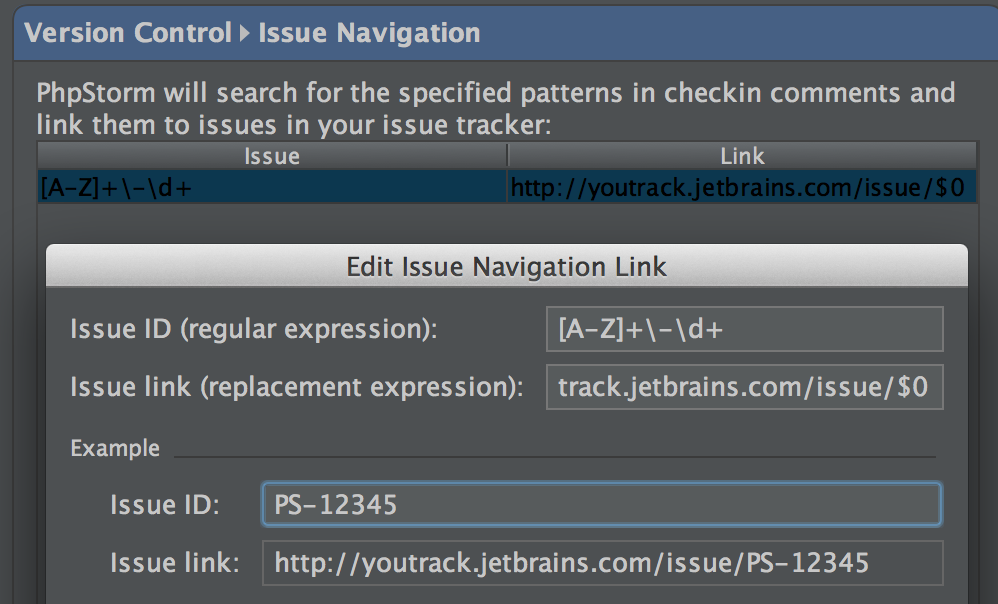 Version Control ▸ Issue Navigation
PhpStorm will search for the specified patterns in checkin comments and
link them to issues in your issue tracker:
Issue Link
[A-Z]+\-\d+ http://youtrack.jetbrains.com/issue/$0
Edit Issue Navigation Link
Issue ID (regular expression): [A-Z]+\-\d+
Issue link (replacement expression): track.jetbrains.com/issue/$0
Example
Issue ID: PS-12345
Issue link: http://youtrack.jetbrains.com/issue/PS-12345